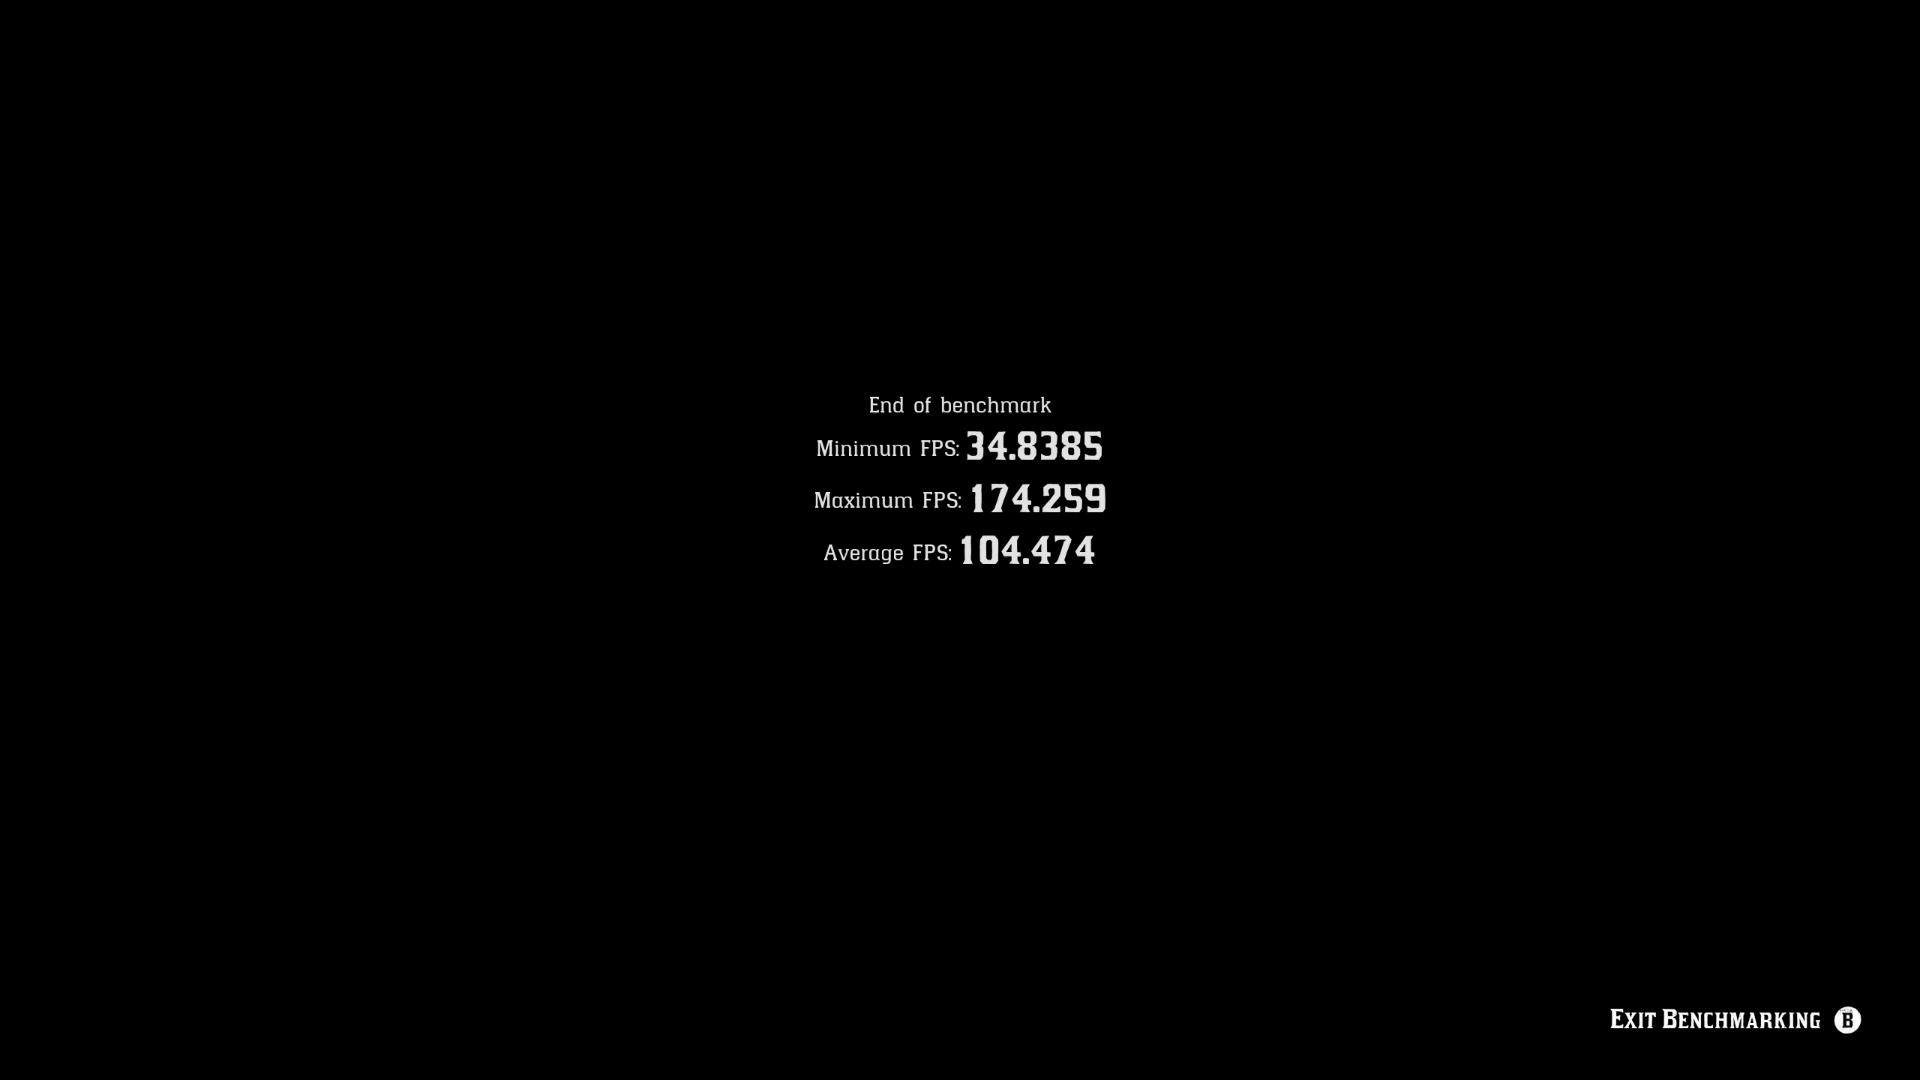 End of benchmark
Minimum FPS: 34.8385
Maximum FPS: 174.259
Average FPS: 104.474
Exit Benchmarking B